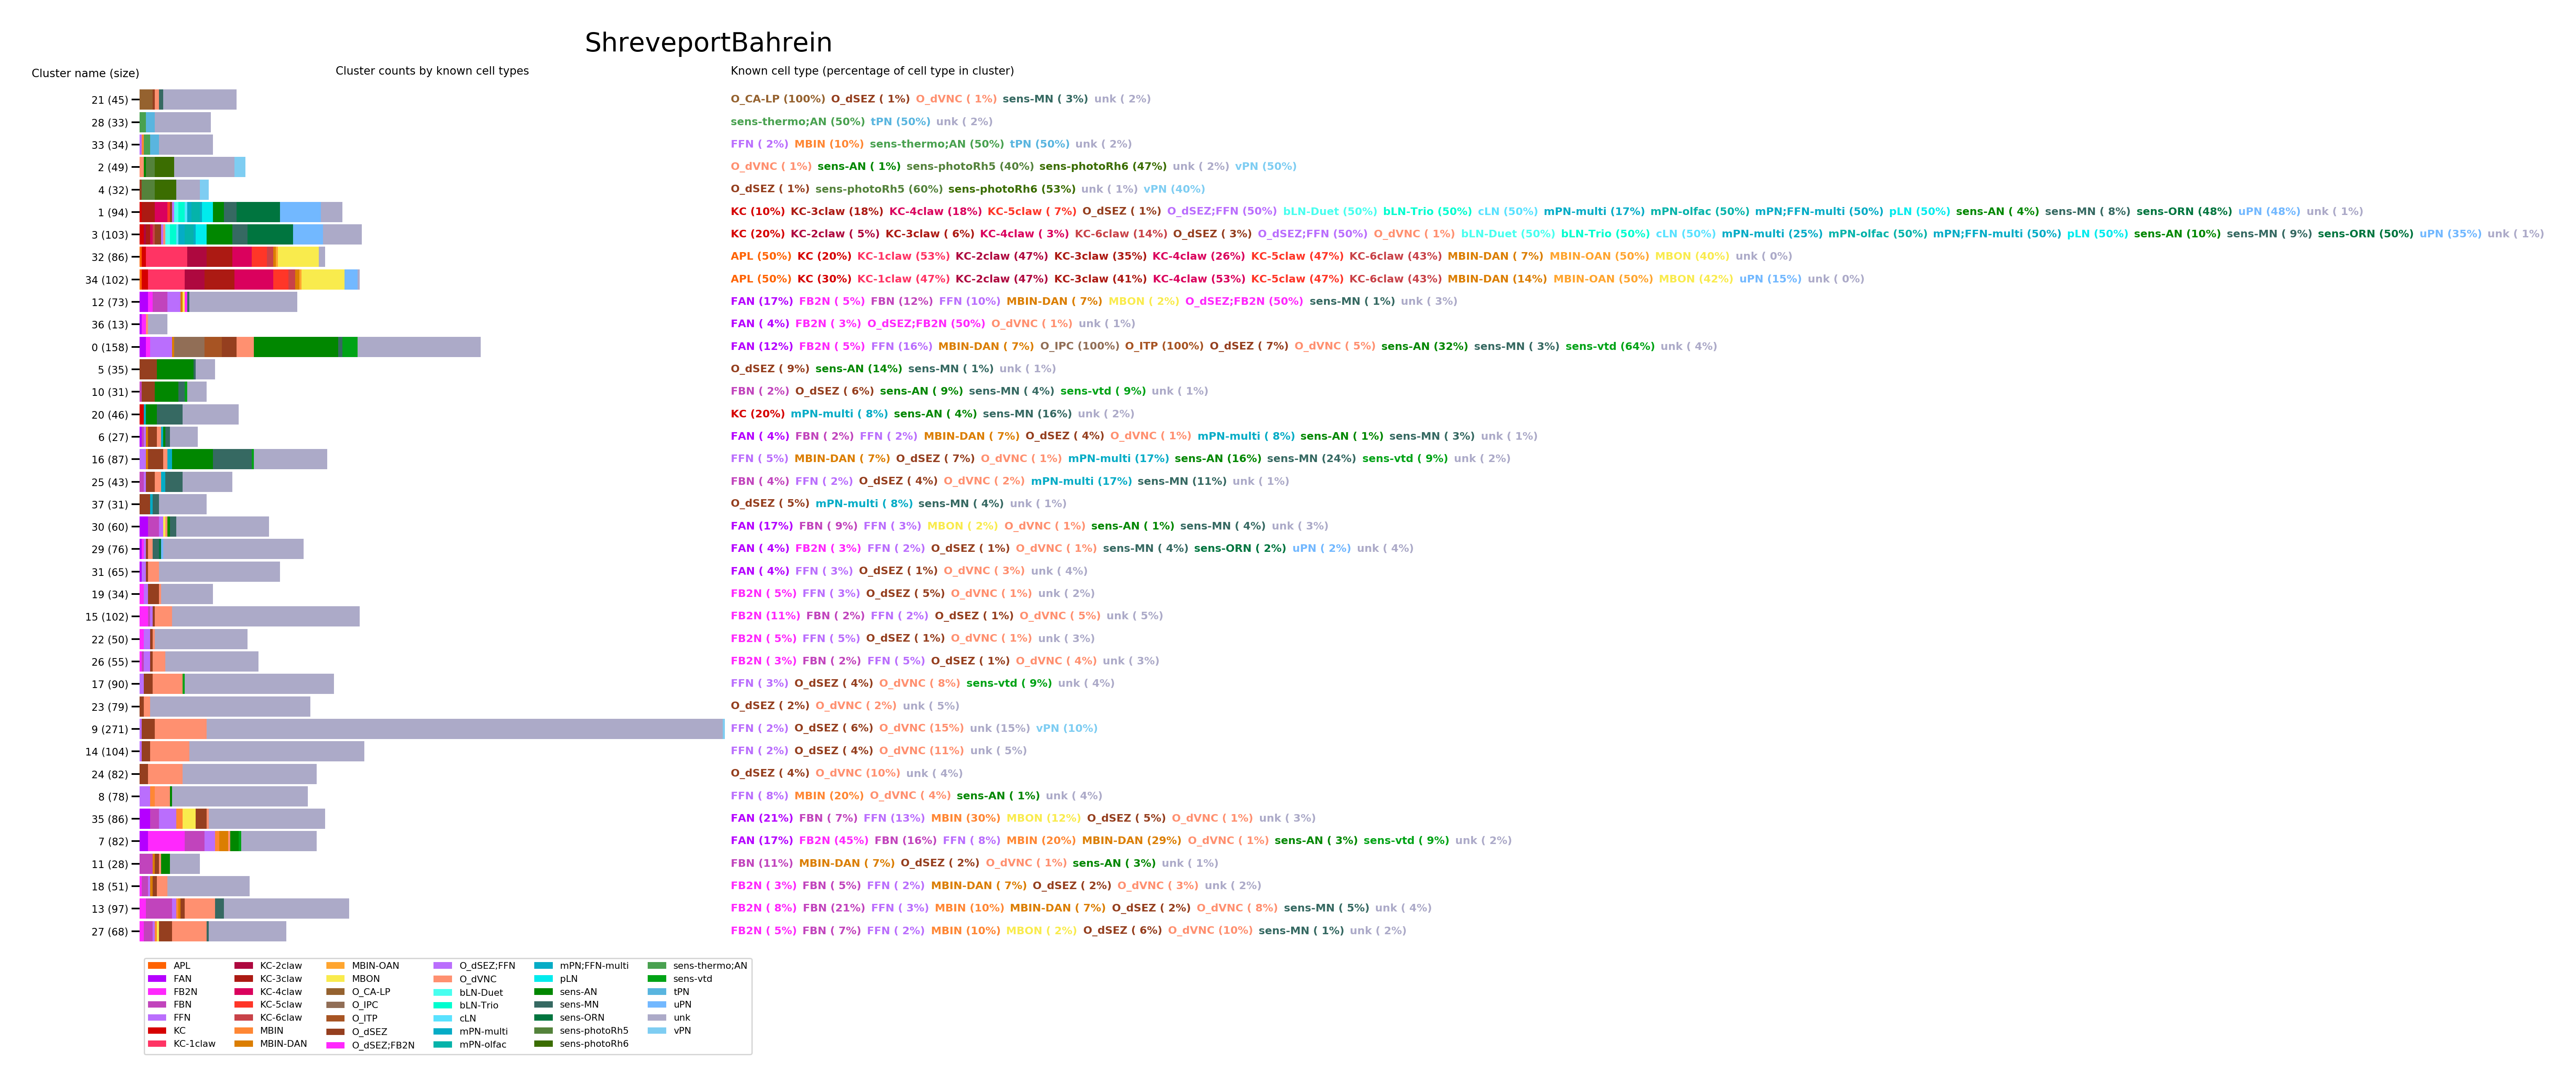 ShreveportBahrein
Cluster name (size)
Cluster counts by known cell types
Known cell type (percentage of cell type in cluster)
21 (45) O_CA-LP (100%) O_dSEZ ( 1%) O_dVNC ( 1%) sens-MN ( 3%) unk ( 2%)
28 (33) sens-thermo;AN (50%) tPN (50%) unk ( 2%)
33 (34) FFN ( 2%) MBIN (10%) sens-thermo;AN (50%) tPN (50%) unk ( 2%)
2 (49) O_dVNC ( 1%) sens-AN ( 1%) sens-photoRh5 (40%) sens-photoRh6 (47%) unk ( 2%) vPN (50%)
4 (32) O_dSEZ ( 1%) sens-photoRh5 (60%) sens-photoRh6 (53%) unk ( 1%) vPN (40%)
1 (94) KC (10%) KC-3claw (18%) KC-4claw (18%) KC-5claw ( 7%) O_dSEZ ( 1%) O_dSEZ;FFN (50%) bLN-Duet (50%) bLN-Trio (50%) cLN (50%) mPN-multi (17%) mPN-olfac (50%) mPN;FFN-multi (50%) pLN (50%) sens-AN ( 4%) sens-MN ( 8%) sens-ORN (48%) uPN (48%) unk ( 1%)
3 (103) KC (20%) KC-2claw ( 5%) KC-3claw ( 6%) KC-4claw ( 3%) KC-6claw (14%) O_dSEZ ( 3%) O_dSEZ;FFN (50%) O_dVNC ( 1%) bLN-Duet (50%) bLN-Trio (50%) cLN (50%) mPN-multi (25%) mPN-olfac (50%) mPN;FFN-multi (50%) pLN (50%) sens-AN (10%) sens-MN ( 9%) sens-ORN (50%) uPN (35%) unk ( 1%)
32 (86) APL (50%) KC (20%) KC-1claw (53%) KC-2claw (47%) KC-3claw (35%) KC-4claw (26%) KC-5claw (47%) KC-6claw (43%) MBIN-DAN ( 7%) MBIN-OAN (50%) MBON (40%) unk ( 0%)
34 (102) APL (50%) KC (30%) KC-1claw (47%) KC-2claw (47%) KC-3claw (41%) KC-4claw (53%) KC-5claw (47%) KC-6claw (43%) MBIN-DAN (14%) MBIN-OAN (50%) MBON (42%) uPN (15%) unk ( 0%)
12 (73) FAN (17%) FB2N ( 5%) FBN (12%) FFN (10%) MBIN-DAN ( 7%) MBON ( 2%) O_dSEZ;FB2N (50%) sens-MN ( 1%) unk ( 3%)
36 (13) FAN ( 4%) FB2N ( 3%) O_dSEZ;FB2N (50%) O_dVNC ( 1%) unk ( 1%)
0 (158) FAN (12%) FB2N ( 5%) FFN (16%) MBIN-DAN ( 7%) O_IPC (100%) O_ITP (100%) O_dSEZ ( 7%) O_dVNC ( 5%) sens-AN (32%) sens-MN ( 3%) sens-vtd (64%) unk ( 4%)
5 (35) O_dSEZ ( 9%) sens-AN (14%) sens-MN ( 1%) unk ( 1%)
10 (31) FBN ( 2%) O_dSEZ ( 6%) sens-AN ( 9%) sens-MN ( 4%) sens-vtd ( 9%) unk ( 1%)
20 (46) KC (20%) mPN-multi ( 8%) sens-AN ( 4%) sens-MN (16%) unk ( 2%)
6 (27) FAN ( 4%) FBN ( 2%) FFN ( 2%) MBIN-DAN ( 7%) O_dSEZ ( 4%) O_dVNC ( 1%) mPN-multi ( 8%) sens-AN ( 1%) sens-MN ( 3%) unk ( 1%)
16 (87) FFN ( 5%) MBIN-DAN ( 7%) O_dSEZ ( 7%) O_dVNC ( 1%) mPN-multi (17%) sens-AN (16%) sens-MN (24%) sens-vtd ( 9%) unk ( 2%)
25 (43) FBN ( 4%) FFN ( 2%) O_dSEZ ( 4%) O_dVNC ( 2%) mPN-multi (17%) sens-MN (11%) unk ( 1%)
37 (31) O_dSEZ ( 5%) mPN-multi ( 8%) sens-MN ( 4%) unk ( 1%)
30 (60) FAN (17%) FBN ( 9%) FFN ( 3%) MBON ( 2%) O_dVNC ( 1%) sens-AN ( 1%) sens-MN ( 4%) unk ( 3%)
29 (76) FAN ( 4%) FB2N ( 3%) FFN ( 2%) O_dSEZ ( 1%) O_dVNC ( 1%) sens-MN ( 4%) sens-ORN ( 2%) uPN ( 2%) unk ( 4%)
31 (65) FAN ( 4%) FFN ( 3%) O_dSEZ ( 1%) O_dVNC ( 3%) unk ( 4%)
19 (34) FB2N ( 5%) FFN ( 3%) O_dSEZ ( 5%) O_dVNC ( 1%) unk ( 2%)
15 (102) FB2N (11%) FBN ( 2%) FFN ( 2%) O_dSEZ ( 1%) O_dVNC ( 5%) unk ( 5%)
22 (50) FB2N ( 5%) FFN ( 5%) O_dSEZ ( 1%) O_dVNC ( 1%) unk ( 3%)
26 (55) FB2N ( 3%) FBN ( 2%) FFN ( 5%) O_dSEZ ( 1%) O_dVNC ( 4%) unk ( 3%)
17 (90) FFN ( 3%) O_dSEZ ( 4%) O_dVNC ( 8%) sens-vtd ( 9%) unk ( 4%)
23 (79) O_dSEZ ( 2%) O_dVNC ( 2%) unk ( 5%)
9 (271) FFN ( 2%) O_dSEZ ( 6%) O_dVNC (15%) unk (15%) vPN (10%)
14 (104) FFN ( 2%) O_dSEZ ( 4%) O_dVNC (11%) unk ( 5%)
24 (82) O_dSEZ ( 4%) O_dVNC (10%) unk ( 4%)
8 (78) FFN ( 8%) MBIN (20%) O_dVNC ( 4%) sens-AN ( 1%) unk ( 4%)
35 (86) FAN (21%) FBN ( 7%) FFN (13%) MBIN (30%) MBON (12%) O_dSEZ ( 5%) O_dVNC ( 1%) unk ( 3%)
7 (82) FAN (17%) FB2N (45%) FBN (16%) FFN ( 8%) MBIN (20%) MBIN-DAN (29%) O_dVNC ( 1%) sens-AN ( 3%) sens-vtd ( 9%) unk ( 2%)
11 (28) FBN (11%) MBIN-DAN ( 7%) O_dSEZ ( 2%) O_dVNC ( 1%) sens-AN ( 3%) unk ( 1%)
18 (51) FB2N ( 3%) FBN ( 5%) FFN ( 2%) MBIN-DAN ( 7%) O_dSEZ ( 2%) O_dVNC ( 3%) unk ( 2%)
13 (97) FB2N ( 8%) FBN (21%) FFN ( 3%) MBIN (10%) MBIN-DAN ( 7%) O_dSEZ ( 2%) O_dVNC ( 8%) sens-MN ( 5%) unk ( 4%)
27 (68) FB2N ( 5%) FBN ( 7%) FFN ( 2%) MBIN (10%) MBON ( 2%) O_dSEZ ( 6%) O_dVNC (10%) sens-MN ( 1%) unk ( 2%)
APL KC-2claw MBIN-OAN O_dSEZ;FFN mPN;FFN-multi sens-thermo;AN
FAN KC-3claw MBON O_dVNC pLN sens-vtd
FB2N KC-4claw O_CA-LP bLN-Duet sens-AN tPN
FBN KC-5claw O_IPC bLN-Trio sens-MN uPN
FFN KC-6claw O_ITP cLN sens-ORN unk
KC MBIN O_dSEZ mPN-multi sens-photoRh5 vPN
KC-1claw MBIN-DAN O_dSEZ;FB2N mPN-olfac sens-photoRh6